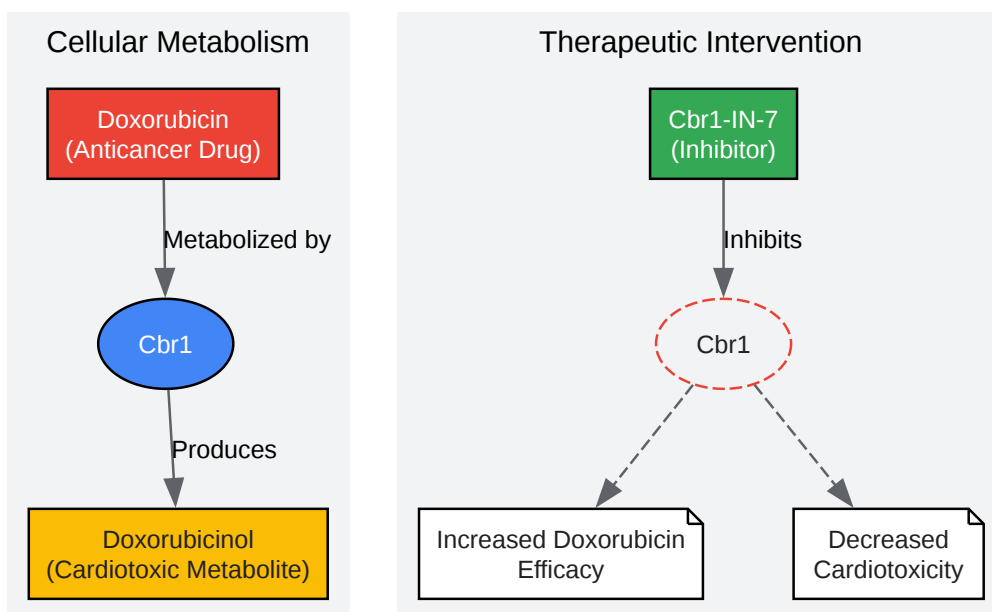 Cellular Metabolism
Doxorubicin
(Anticancer Drug)
Metabolized by
Cbr1
Produces
Doxorubicinol
(Cardiotoxic Metabolite)
Therapeutic Intervention
Cbr1-IN-7
(Inhibitor)
Inhibits
Cbr1
Increased Doxorubicin
Efficacy
Decreased
Cardiotoxicity